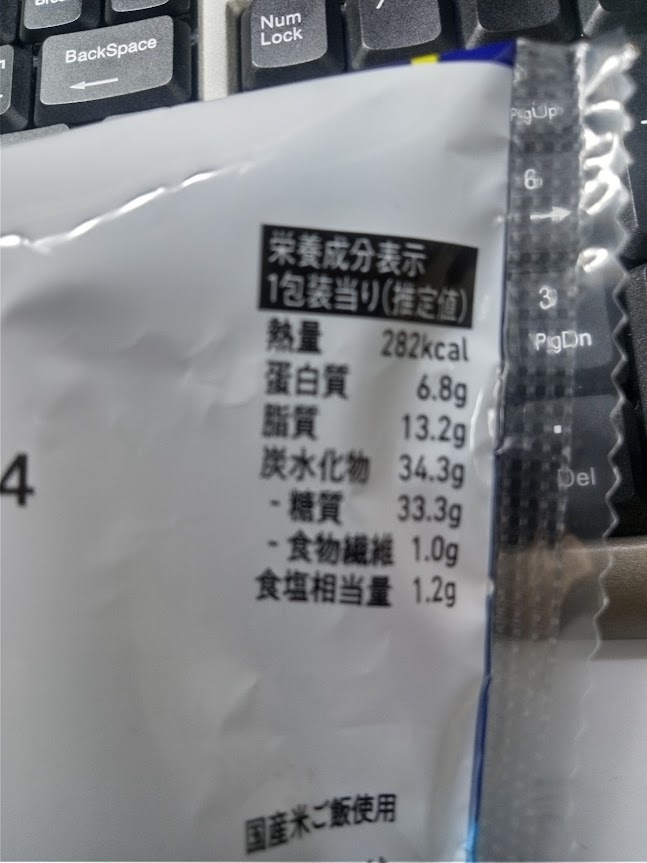 BackSpace
Num
Lock
PgUp
6
3
PgDn
Del
栄養成分表示
1包装当り(推定値)
熱量 282kcal
蛋白質 6.8g
脂質 13.2g
炭水化物 34.3g
- 糖質 33.3g
- 食物繊維 1.0g
食塩相当量 1.2g
4
国産米ご飯使用